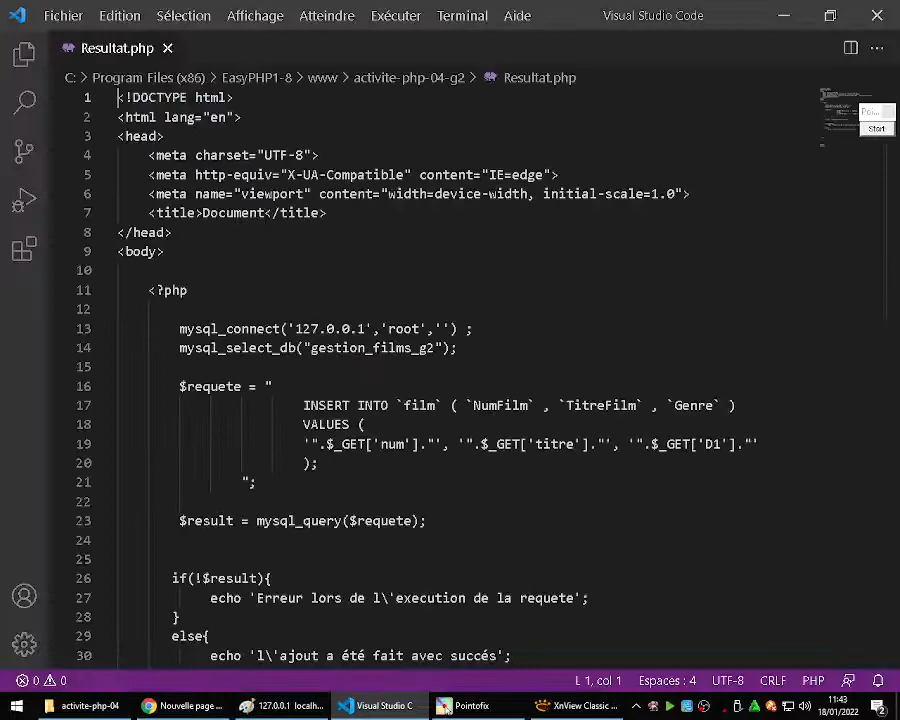 Fichier Edition Sélection Affichage Atteindre Exécuter Terminal Aide Visual Studio Code
Resultat.php
C: > Program Files (x86) > EasyPHP1-8 > www > activite-php-04-g2 > Resultat.php
Poi...
Start
1 <!DOCTYPE html>
2 <html lang="en">
3 <head>
4 <meta charset="UTF-8">
5 <meta http-equiv="X-UA-Compatible" content="IE=edge">
6 <meta name="viewport" content="width=device-width, initial-scale=1.0">
7 <title>Document</title>
8 </head>
9 <body>
10
11 <?php
12
13 mysql_connect('127.0.0.1','root','') ;
14 mysql_select_db("gestion_films_g2");
15
16 $requete = "
17 INSERT INTO `film` ( `NumFilm` , `TitreFilm` , `Genre` )
18 VALUES (
19 '".$_GET['num']."', '".$_GET['titre']."', '".$_GET['D1']."'
20 );
21 ";
22
23 $result = mysql_query($requete);
24
25
26 if(!$result){
27 echo 'Erreur lors de l\'execution de la requete';
28 }
29 else{
30 echo 'l\'ajout a été fait avec succés';
0 0 L 1, col 1 Espaces : 4 UTF-8 CRLF PHP
activite-php-04 Nouvelle page ... 127.0.0.1 localh... Visual Studio C Pointofix XnView Classic ... 11:43
18/01/2022 2